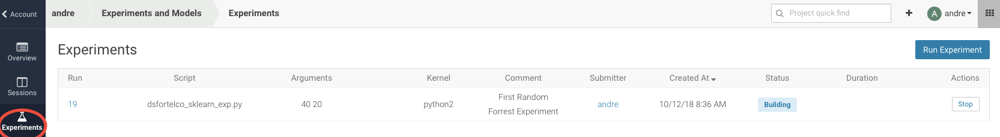 Account
andre
Experiments and Models
Experiments
Project quick find
A
andre
Overview
Sessions
Experiments
Experiments
Run Experiment
Run Script Arguments Kernel Comment Submitter Created At Status Duration Actions
19 dsfortelco_sklearn_exp.py 40 20 python2 First Random
Forrest Experiment andre 10/12/18 8:36 AM Building Stop